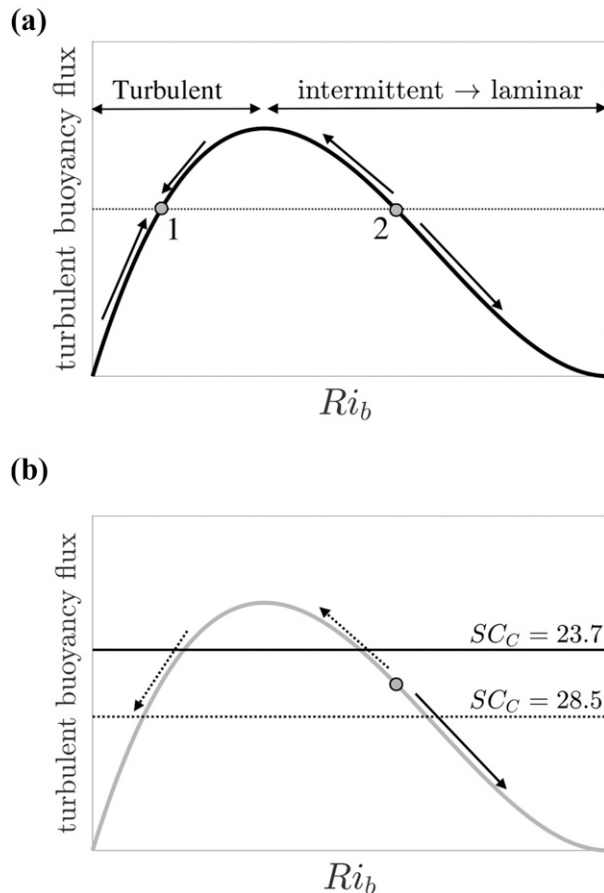 (a)
turbulent buoyancy flux
Turbulent
intermittent → laminar
1
2
Ri_b
(b)
turbulent buoyancy flux
SC_C = 23.7
SC_C = 28.5
Ri_b